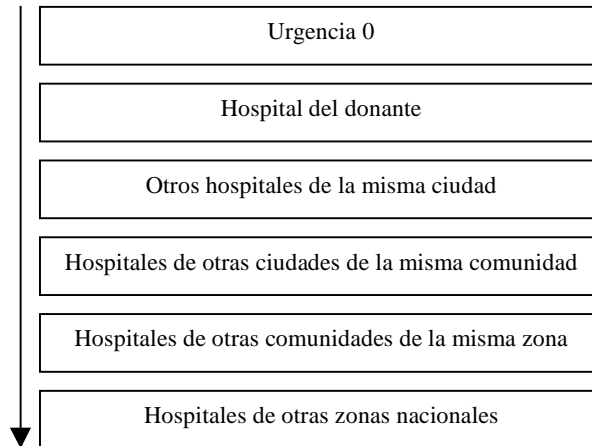 Urgencia 0
Hospital del donante
Otros hospitales de la misma ciudad
Hospitales de otras ciudades de la misma comunidad
Hospitales de otras comunidades de la misma zona
Hospitales de otras zonas nacionales